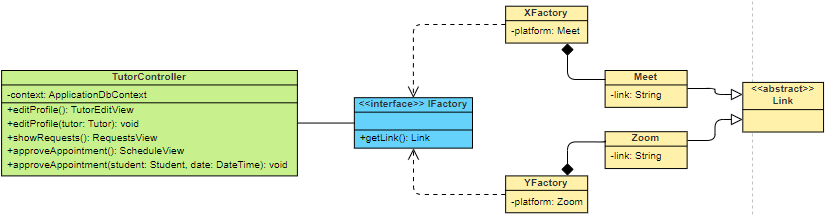 TutorController
-context: ApplicationDbContext
+editProfile(): TutorEditView
+editProfile(tutor: Tutor): void
+showRequests(): RequestsView
+approveAppointment(): ScheduleView
+approveAppointment(student: Student, date: DateTime): void
<<interface>> IFactory
+getLink(): Link
XFactory
-platform: Meet
Meet
-link: String
<<abstract>>
Link
Zoom
-link: String
YFactory
-platform: Zoom